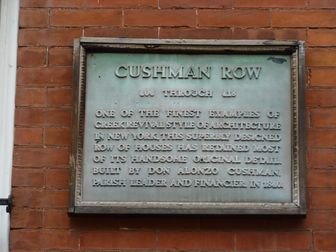 CUSHMAN ROW
406 THROUGH 418
ONE OF THE FINEST EXAMPLES OF
GREEK REVIVAL STYLE OF ARCHITECTURE
IN NEW YORK THIS SUPERBLY DESIGNED
ROW OF HOUSES HAS RETAINED MOST
OF ITS HANDSOME ORIGINAL DETAIL.
BUILT BY DON ALONZO CUSHMAN,
PARISH LEADER AND FINANCIER IN 1840.